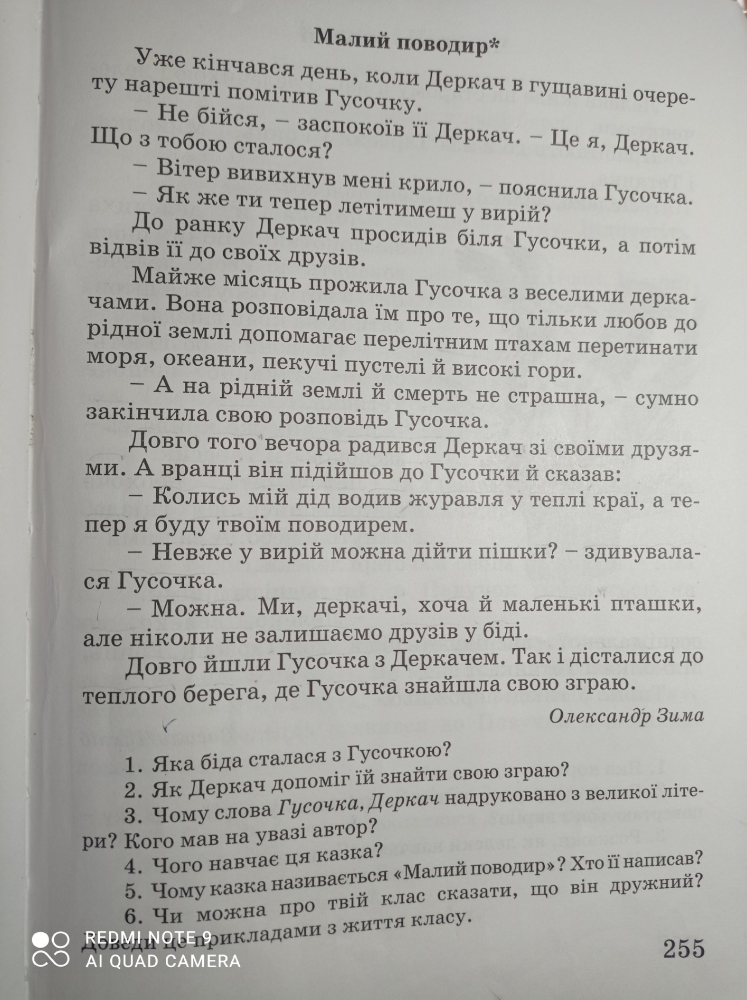 Малий поводир*
Уже кінчався день, коли Деркач в гущавині очере-
ту нарешті помітив Гусочку.
– Не бійся, – заспокоїв її Деркач. – Це я, Деркач.
Що з тобою сталося?
– Вітер вивихнув мені крило, – пояснила Гусочка.
– Як же ти тепер летітимеш у вирій?
До ранку Деркач просидів біля Гусочки, а потім
відвів її до своїх друзів.
Майже місяць прожила Гусочка з веселими дерка-
чами. Вона розповідала їм про те, що тільки любов до
рідної землі допомагає перелітним птахам перетинати
моря, океани, пекучі пустелі й високі гори.
– А на рідній землі й смерть не страшна, – сумно
закінчила свою розповідь Гусочка.
Довго того вечора радився Деркач зі своїми друзя-
ми. А вранці він підійшов до Гусочки й сказав:
– Колись мій дід водив журавля у теплі краї, а те-
пер я буду твоїм поводирем.
– Невже у вирій можна дійти пішки? – здивувала-
ся Гусочка.
– Можна. Ми, деркачі, хоча й маленькі пташки,
але ніколи не залишаємо друзів у біді.
Довго йшли Гусочка з Деркачем. Так і дісталися до
теплого берега, де Гусочка знайшла свою зграю.
Олександр Зима
1. Яка біда сталася з Гусочкою?
2. Як Деркач допоміг їй знайти свою зграю?
3. Чому слова Гусочка, Деркач надруковано з великої літе-
ри? Кого мав на увазі автор?
4. Чого навчає ця казка?
5. Чому казка називається «Малий поводир»? Хто її написав?
6. Чи можна про твій клас сказати, що він дружний?
Доведи це прикладами з життя класу.
255
REDMI NOTE 9
AI QUAD CAMERA